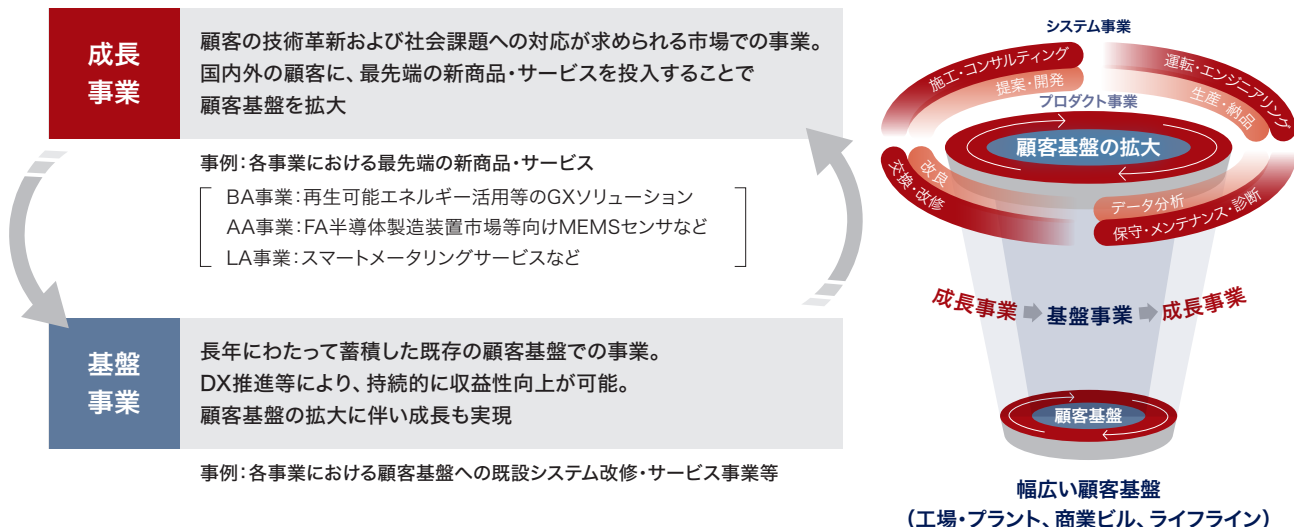 成長
事業
顧客の技術革新および社会課題への対応が求められる市場での事業。
国内外の顧客に、最先端の新商品・サービスを投入することで
顧客基盤を拡大
事例：各事業における最先端の新商品・サービス
BA事業：再生可能エネルギー活用等のGXソリューション
AA事業：FA半導体製造装置市場等向けMEMSセンサなど
LA事業：スマートメータリングサービスなど
基盤
事業
長年にわたって蓄積した既存の顧客基盤での事業。
DX推進等により、持続的に収益性向上が可能。
顧客基盤の拡大に伴い成長も実現
事例：各事業における顧客基盤への既設システム改修・サービス事業等
システム事業
施工・コンサルティング
運転・エンジニアリング
提案・開発
生産・納品
プロダクト事業
顧客基盤の拡大
改良
交換・改修
データ分析
保守・メンテナンス・診断
成長事業
基盤事業
成長事業
顧客基盤
幅広い顧客基盤
（工場・プラント、商業ビル、ライフライン）